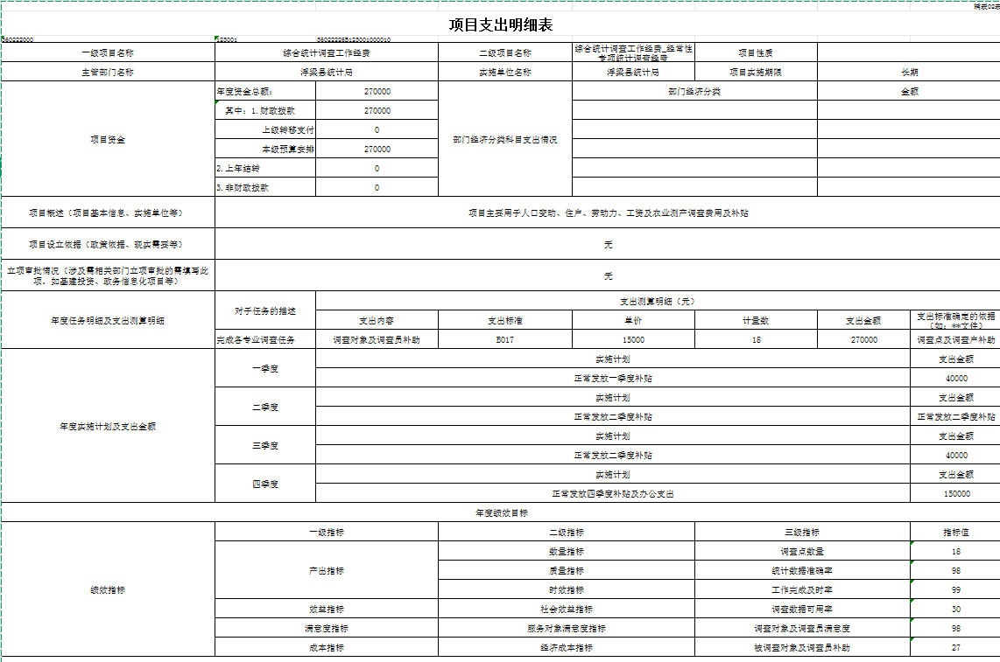 项目支出明细表
360222000 123001 360222GB123001000010
一级项目名称 综合统计调查工作经费 二级项目名称 综合统计调查工作经费_经常性专项统计调查经费 项目性质
主管部门名称 浮梁县统计局 实施单位名称 浮梁县统计局 项目实施期限 长期
项目资金 年度资金总额： 270000 部门经济分类科目支出情况 部门经济分类 金额
其中：1.财政拨款 270000
上级转移支付 0
本级预算安排 270000
2.上年结转 0
3.非财政拨款 0
项目概述（项目基本信息、实施单位等） 项目主要用于人口变动、住户、劳动力、工资及农业测产调查费用及补贴
项目设立依据（政策依据、现实需要等） 无
立项审批情况（涉及需相关部门立项审批的需填写此项，如基建投资、政务信息化项目等） 无
年度任务明细及支出测算明细 对于任务的描述 支出测算明细（元）
支出内容 支出标准 单价 计量数 支出金额 支出标准确定的依据（如：**文件）
完成各专业调查任务 调查对象及调查员补助 B017 15000 18 270000 调查点及调查户补助
年度实施计划及支出金额 一季度 实施计划 支出金额
正常发放一季度补贴 40000
二季度 实施计划 支出金额
正常发放二季度补贴 正常发放二季度补贴
三季度 实施计划 支出金额
正常发放二季度补贴 40000
四季度 实施计划 支出金额
正常发放四季度补贴及办公支出 150000
年度绩效目标
绩效指标 一级指标 二级指标 三级指标 指标值
产出指标 数量指标 调查点数量 18
质量指标 统计数据准确率 98
时效指标 工作完成及时率 99
效益指标 社会效益指标 调查数据可用率 30
满意度指标 服务对象满意度指标 调查对象及调查员满意度 98
成本指标 经济成本指标 被调查对象及调查员补助 27